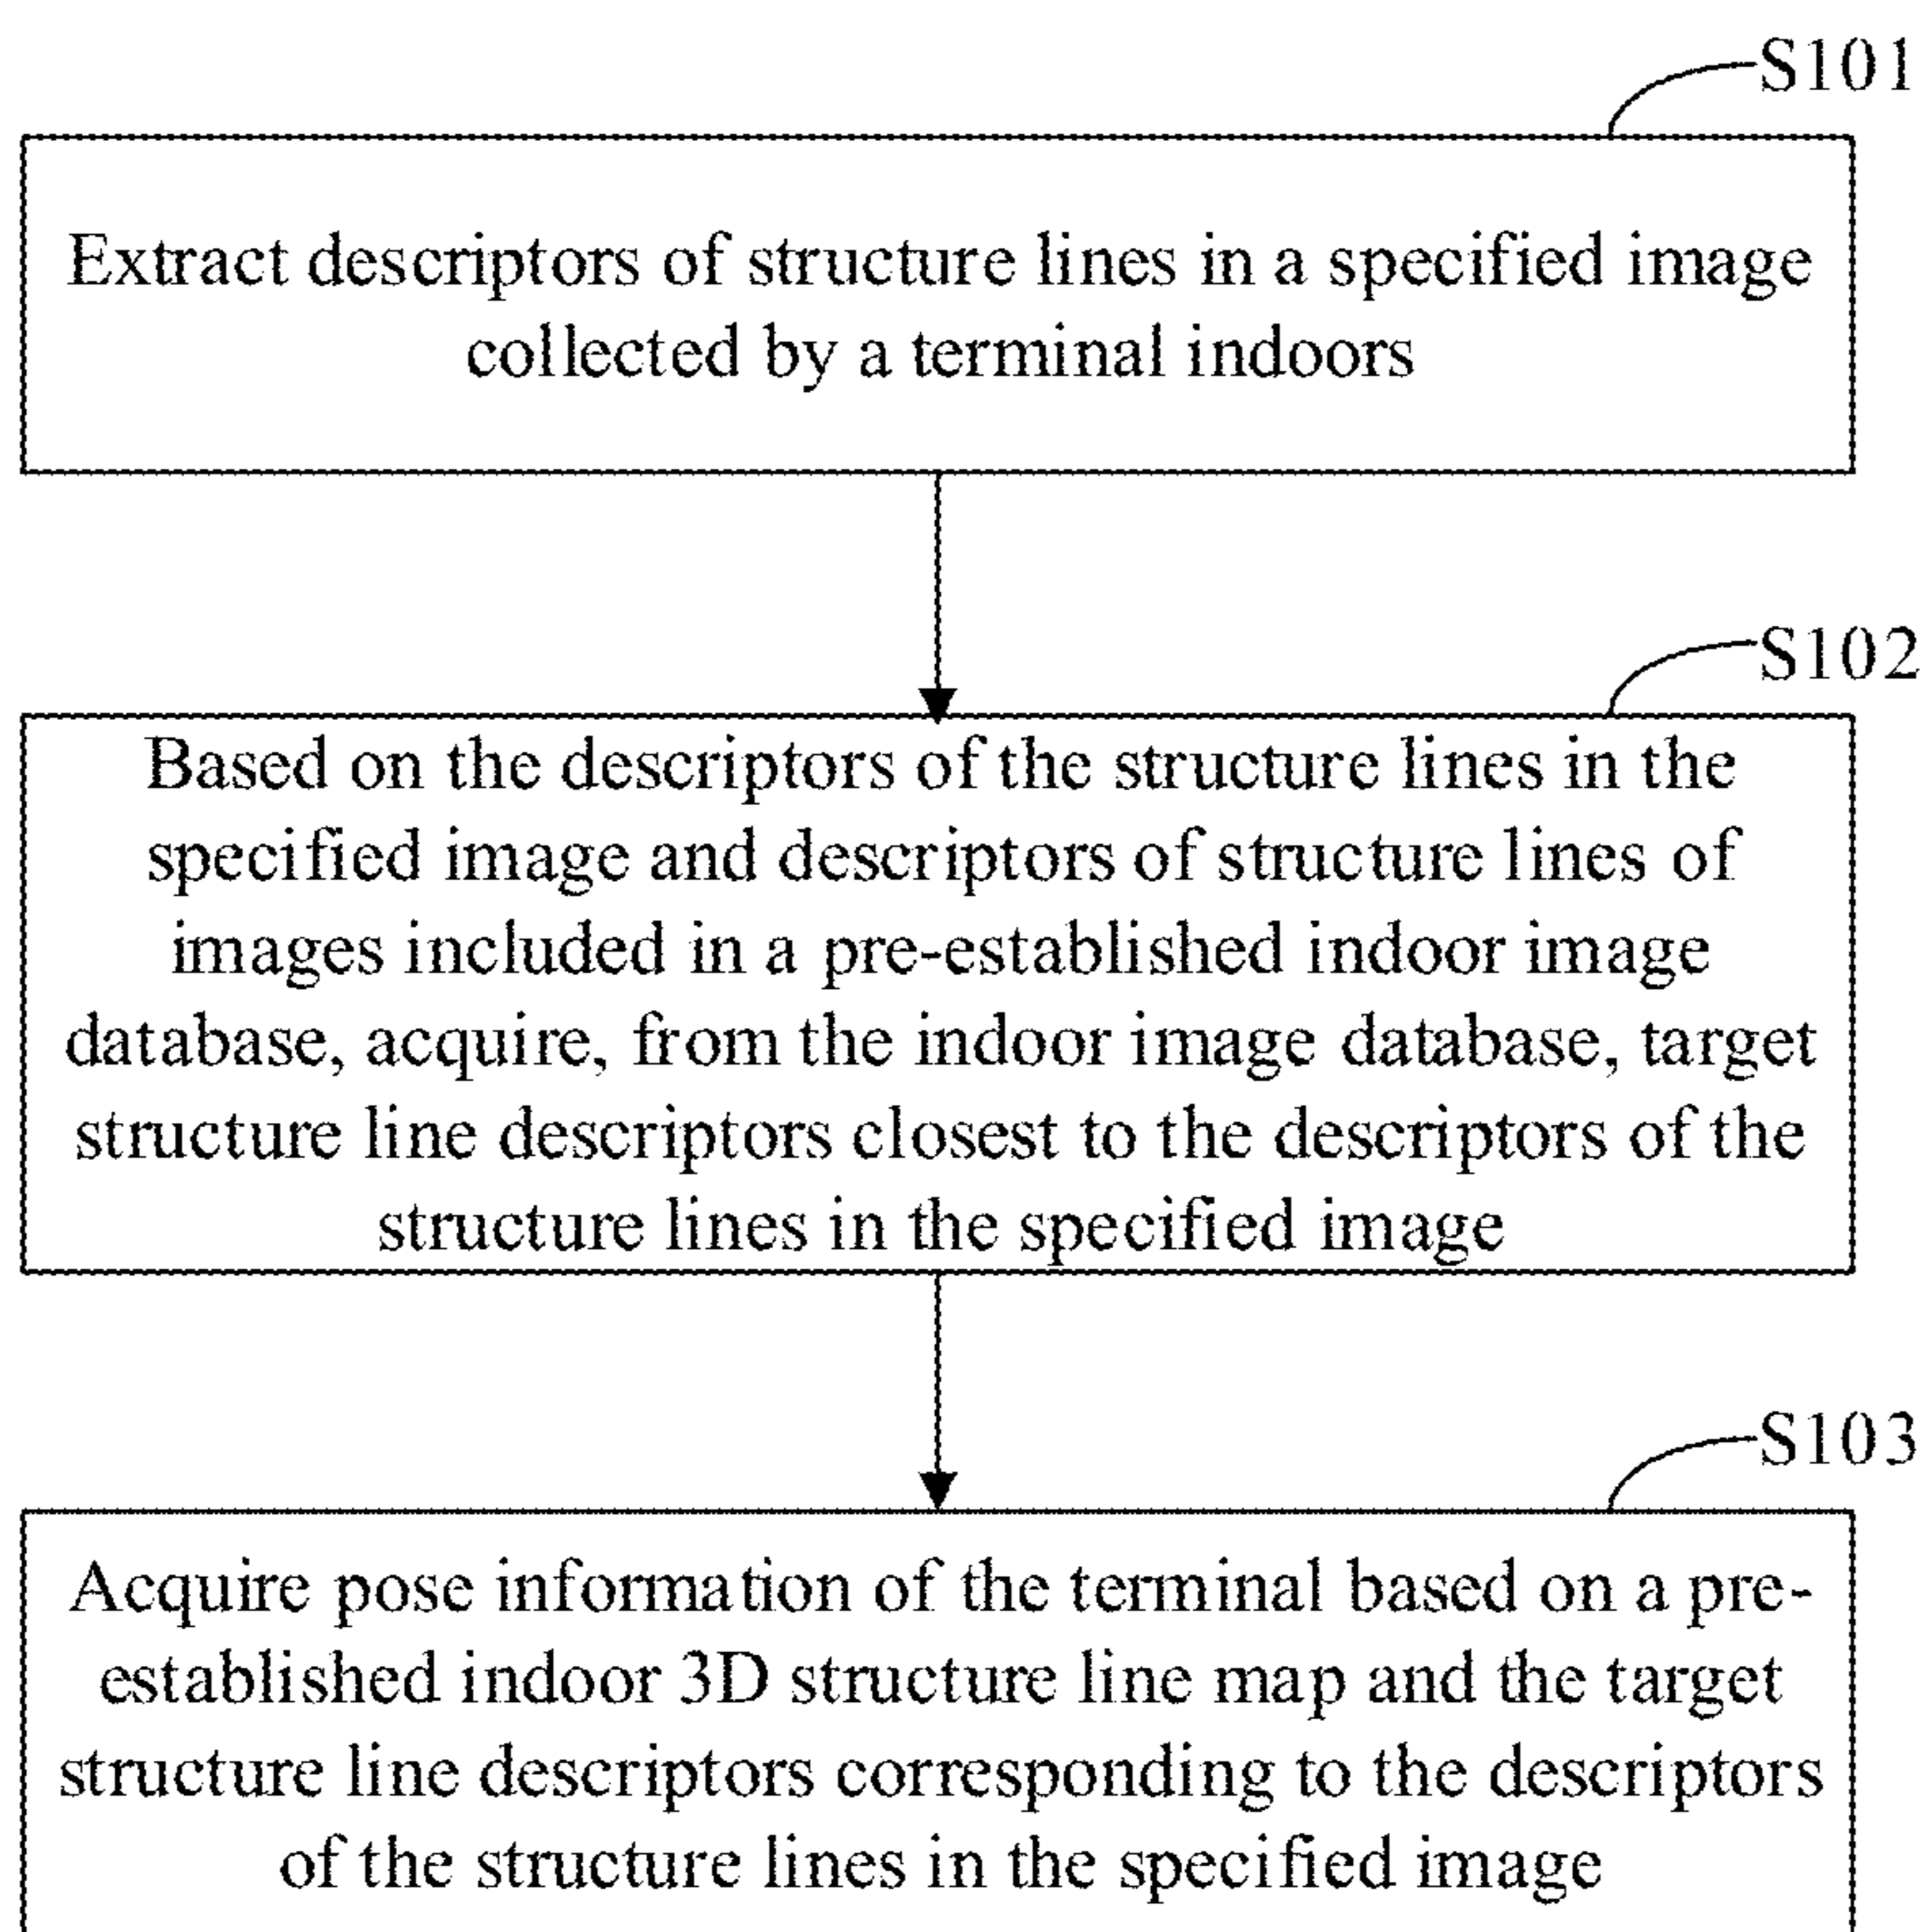 S101
Extract descriptors of structure lines in a specified image
collected by a terminal indoors
S102
Based on the descriptors of the structure lines in the
specified image and descriptors of structure lines of
images included in a pre-established indoor image
database, acquire, from the indoor image database, target
structure line descriptors closest to the descriptors of the
structure lines in the specified image
S103
Acquire pose information of the terminal based on a pre-
established indoor 3D structure line map and the target
structure line descriptors corresponding to the descriptors
of the structure lines in the specified image